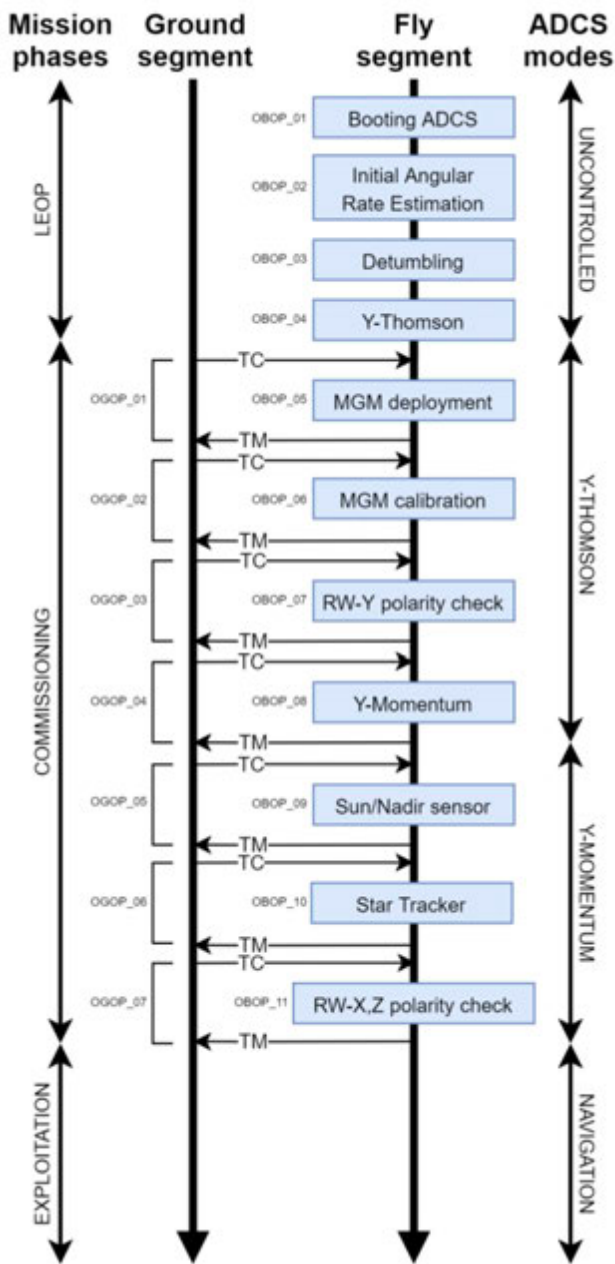 Mission
phases
Ground
segment
Fly
segment
ADCS
modes
LEOP
UNCONTROLLED
OBOP_01
Booting ADCS
OBOP_02
Initial Angular
Rate Estimation
OBOP_03
Detumbling
OBOP_04
Y-Thomson
COMMISSIONING
Y-THOMSON
TC
OGOP_01
OBOP_05
MGM deployment
TM
TC
OGOP_02
OBOP_06
MGM calibration
TM
TC
OGOP_03
OBOP_07
RW-Y polarity check
TM
TC
OGOP_04
OBOP_08
Y-Momentum
TM
Y-MOMENTUM
TC
OGOP_05
OBOP_09
Sun/Nadir sensor
TM
TC
OGOP_06
OBOP_10
Star Tracker
TM
TC
OGOP_07
OBOP_11
RW-X,Z polarity check
TM
EXPLOITATION
NAVIGATION